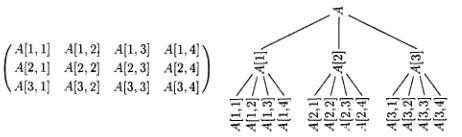 A[1, 1] A[1, 2] A[1, 3] A[1, 4]
A[2, 1] A[2, 2] A[2, 3] A[2, 4]
A[3, 1] A[3, 2] A[3, 3] A[3, 4]
A
A[1] A[2] A[3]
A[1,1] A[1,2] A[1,3] A[1,4] A[2,1] A[2,2] A[2,3] A[2,4] A[3,1] A[3,2] A[3,3] A[3,4]